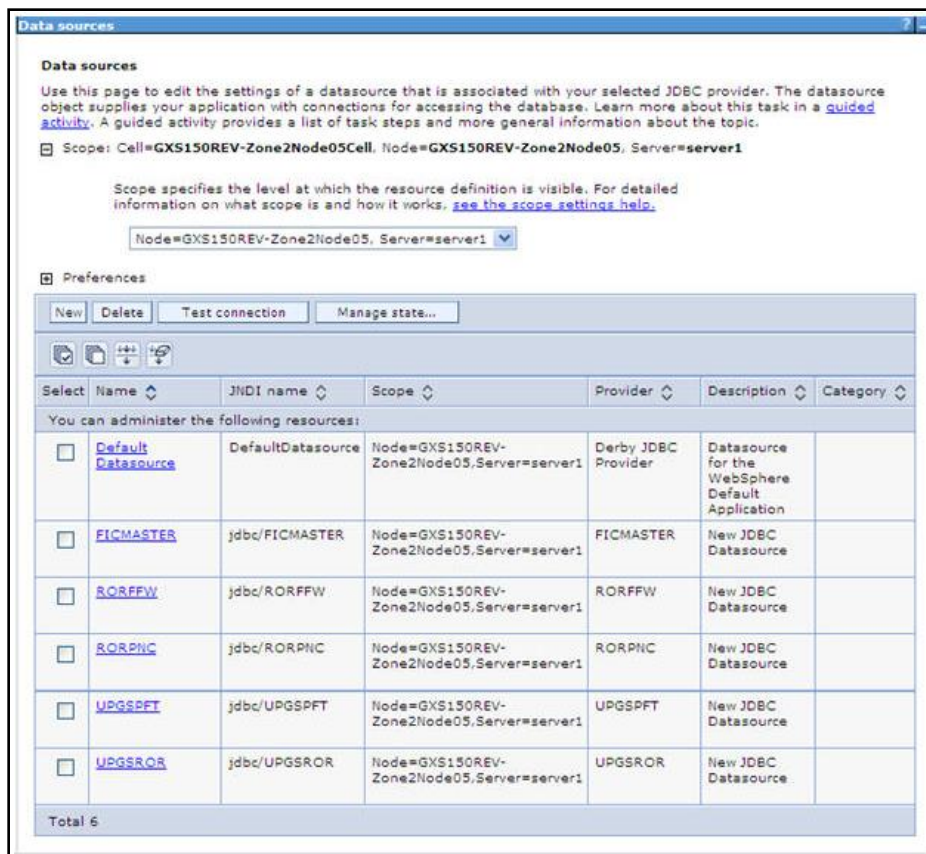 Data sources
?
Data sources
Use this page to edit the settings of a datasource that is associated with your selected JDBC provider. The datasource
object supplies your application with connections for accessing the database. Learn more about this task in a guided
activity. A guided activity provides a list of task steps and more general information about the topic.
Scope: Cell=GXS150REV-Zone2Node05Cell, Node=GXS150REV-Zone2Node05, Server=server1
Scope specifies the level at which the resource definition is visible. For detailed
information on what scope is and how it works, see the scope settings help.
Node=GXS150REV-Zone2Node05, Server=server1
Preferences
New Delete Test connection Manage state...
Select Name JNDI name Scope Provider Description Category
You can administer the following resources:
Default DefaultDatasource Node=GXS150REV- Derby JDBC Datasource
Datasource Zone2Node05,Server=server1 Provider for the
WebSphere
Default
Application
FICMASTER jdbc/FICMASTER Node=GXS150REV- FICMASTER New JDBC
Zone2Node05,Server=server1 Datasource
RORFFW jdbc/RORFFW Node=GXS150REV- RORFFW New JDBC
Zone2Node05,Server=server1 Datasource
RORPNC jdbc/RORPNC Node=GXS150REV- RORPNC New JDBC
Zone2Node05,Server=server1 Datasource
UPGSPFT jdbc/UPGSPFT Node=GXS150REV- UPGSPFT New JDBC
Zone2Node05,Server=server1 Datasource
UPGSROR jdbc/UPGSROR Node=GXS150REV- UPGSROR New JDBC
Zone2Node05,Server=server1 Datasource
Total 6